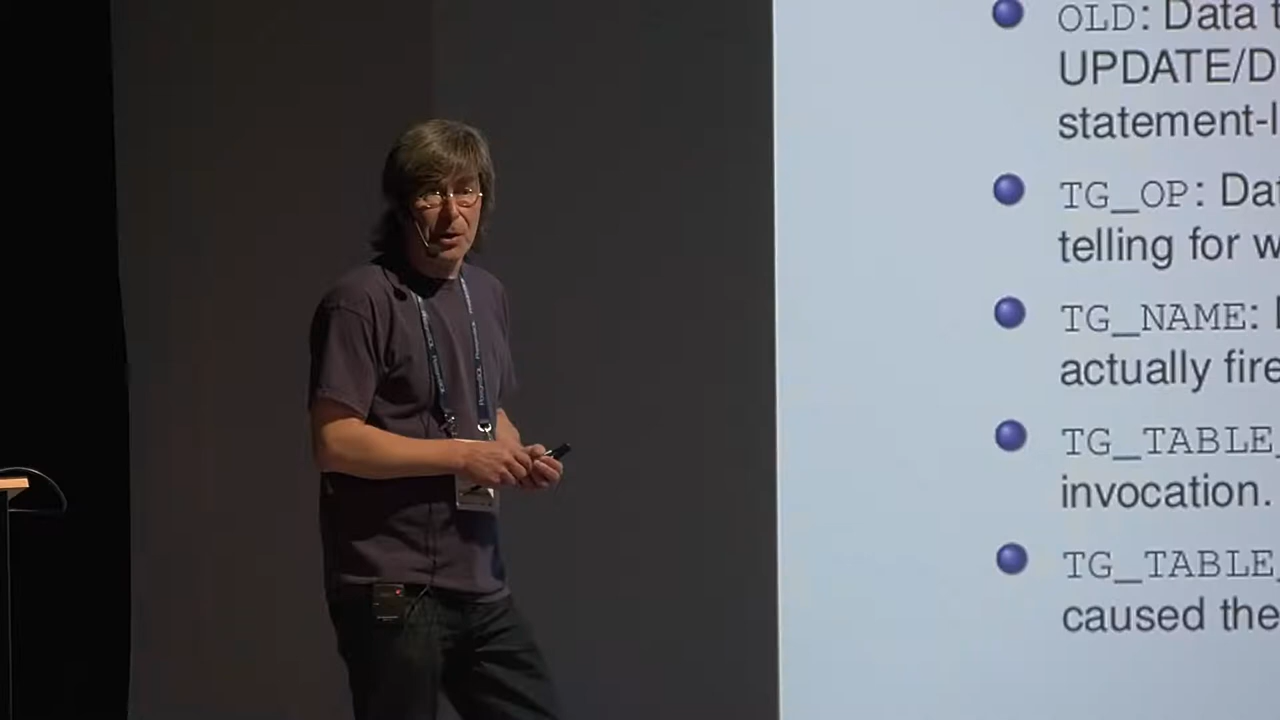 OLD: Data t
UPDATE/D
statement-l
TG_OP: Dat
telling for w
TG_NAME:
actually fire
TG_TABLE_
invocation.
TG_TABLE_
caused the